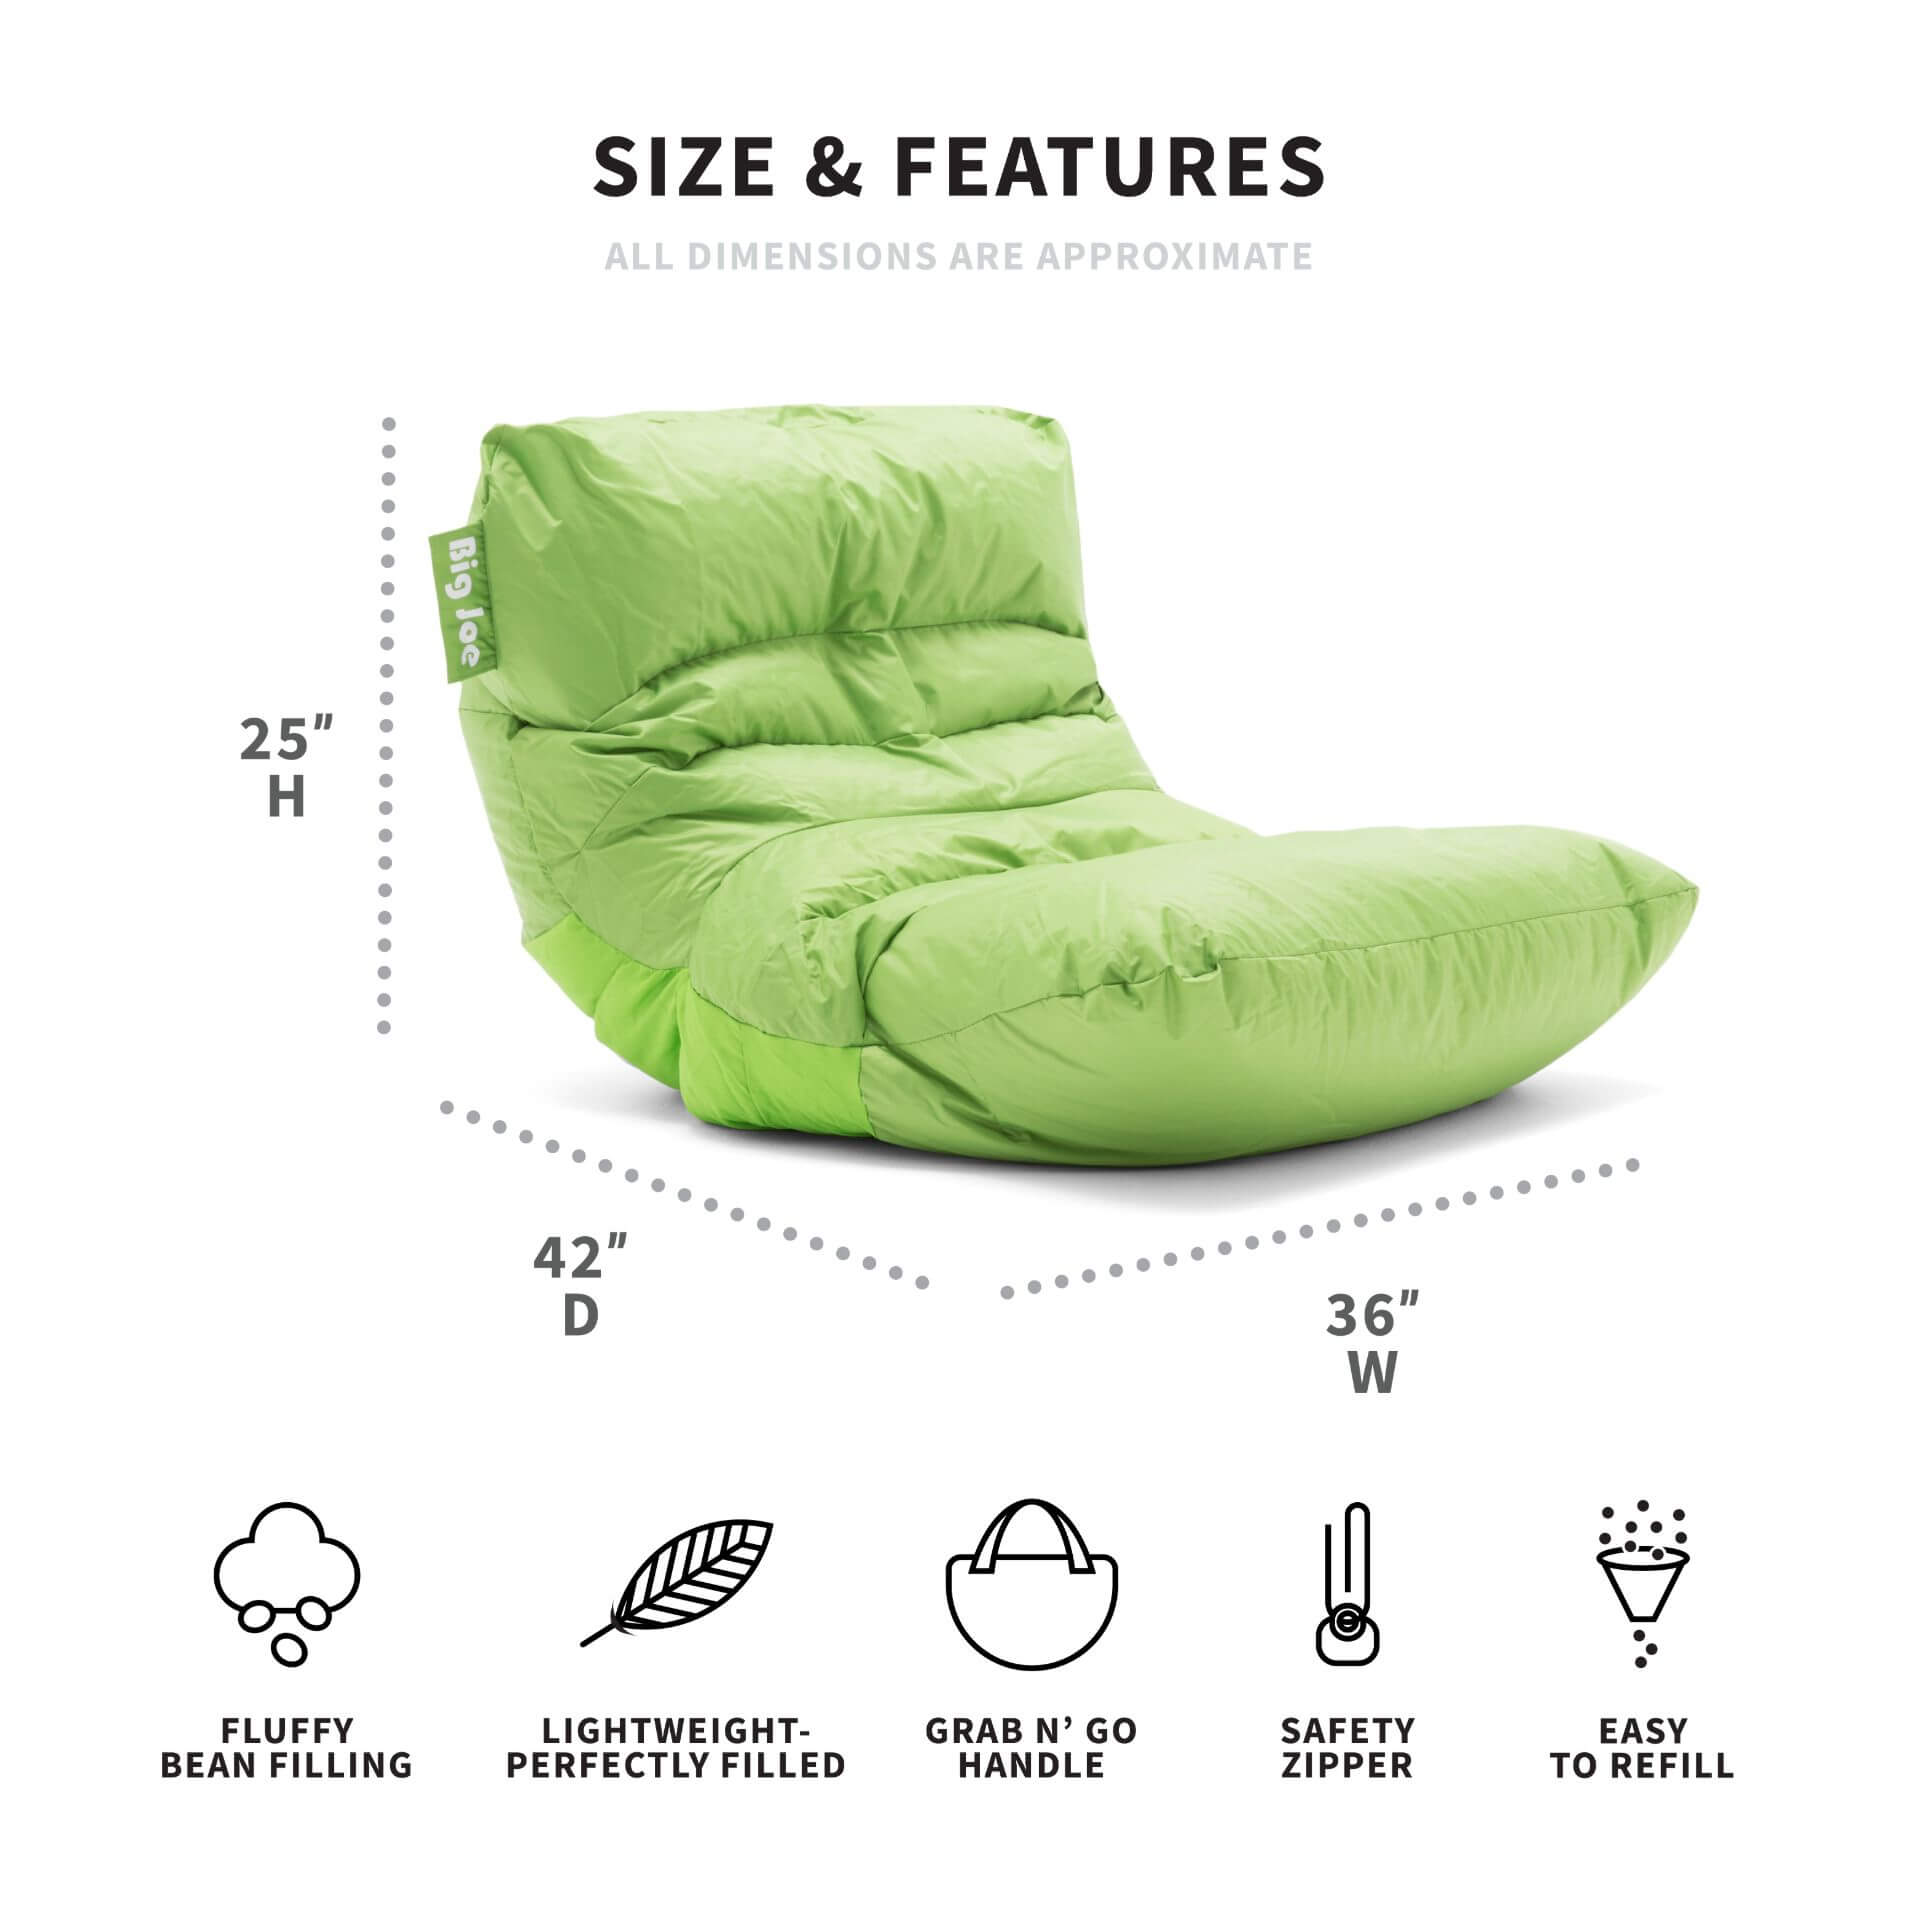 SIZE & FEATURES
ALL DIMENSIONS ARE APPROXIMATE
Big Joe
25"
H
42"
D
36"
W
FLUFFY
BEAN FILLING
LIGHTWEIGHT-
PERFECTLY FILLED
GRAB N’ GO
HANDLE
SAFETY
ZIPPER
EASY
TO REFILL